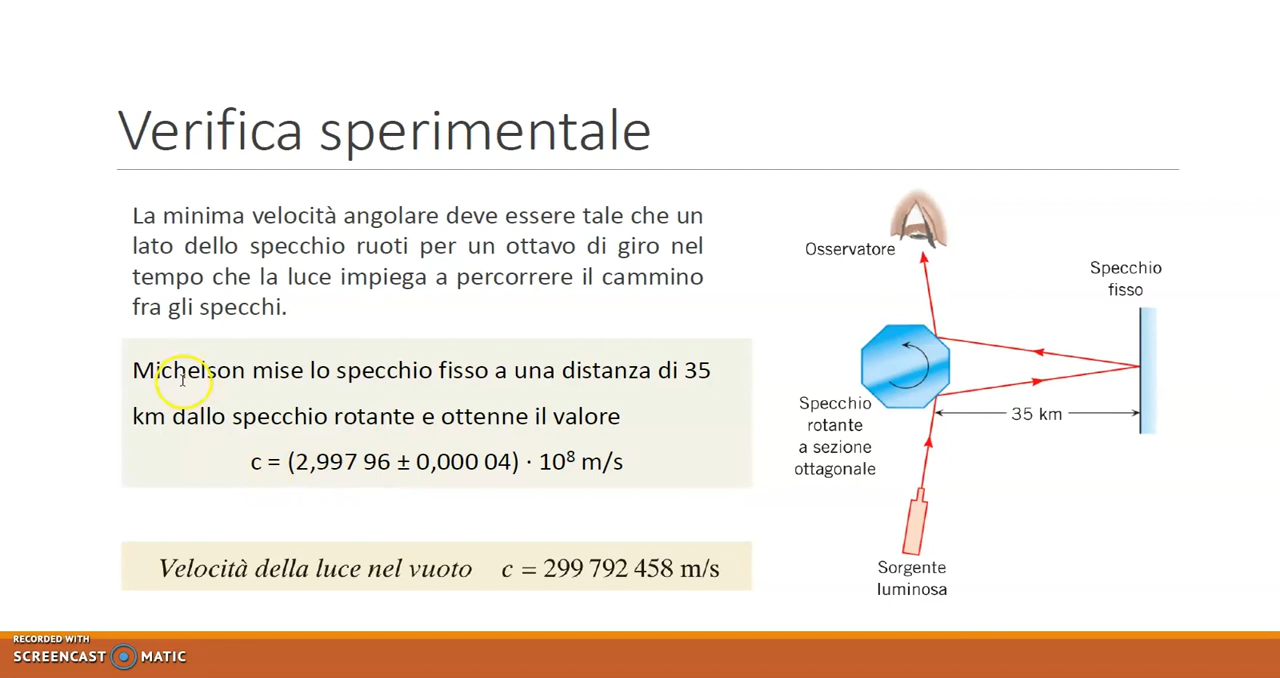 Verifica sperimentale
La minima velocità angolare deve essere tale che un
lato dello specchio ruoti per un ottavo di giro nel
tempo che la luce impiega a percorrere il cammino
fra gli specchi.
Michelson mise lo specchio fisso a una distanza di 35
km dallo specchio rotante e ottenne il valore
c = (2,997 96 ± 0,000 04) · 10⁸ m/s
Velocità della luce nel vuoto c = 299 792 458 m/s
Osservatore
Specchio
fisso
Specchio
rotante
a sezione
ottagonale
35 km
Sorgente
luminosa
RECORDED WITH
SCREENCAST MATIC